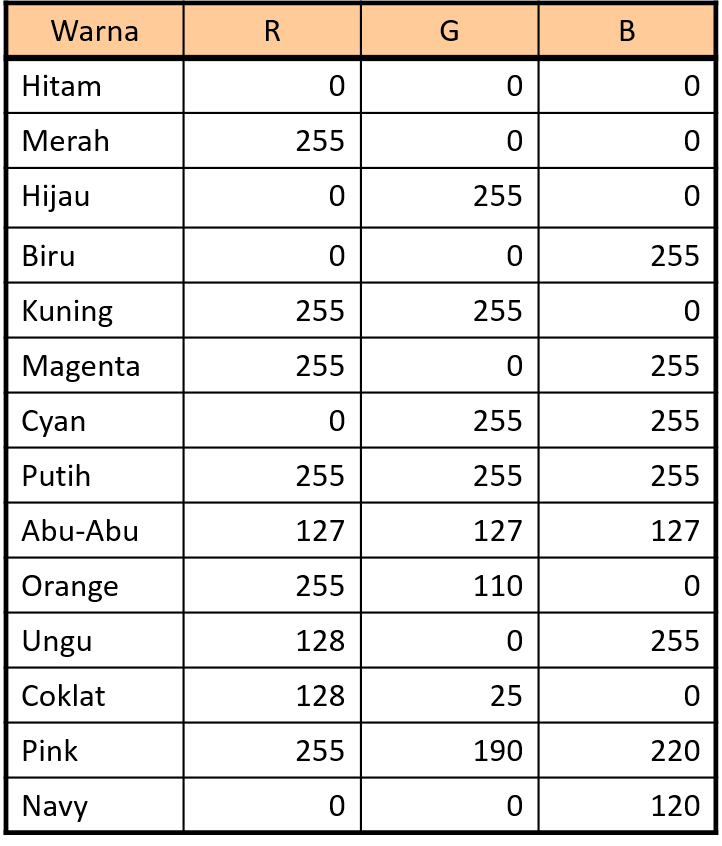 Warna R G B
Hitam 0 0 0
Merah 255 0 0
Hijau 0 255 0
Biru 0 0 255
Kuning 255 255 0
Magenta 255 0 255
Cyan 0 255 255
Putih 255 255 255
Abu-Abu 127 127 127
Orange 255 110 0
Ungu 128 0 255
Coklat 128 25 0
Pink 255 190 220
Navy 0 0 120